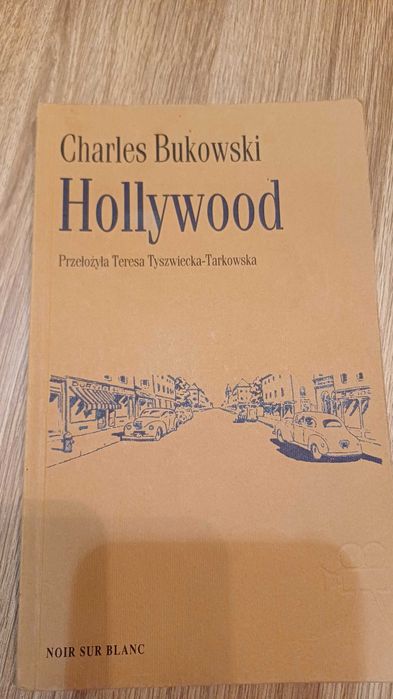 Charles Bukowski
Hollywood
Przełożyła Teresa Tyszwiecka-Tarkowska
NOIR SUR BLANC